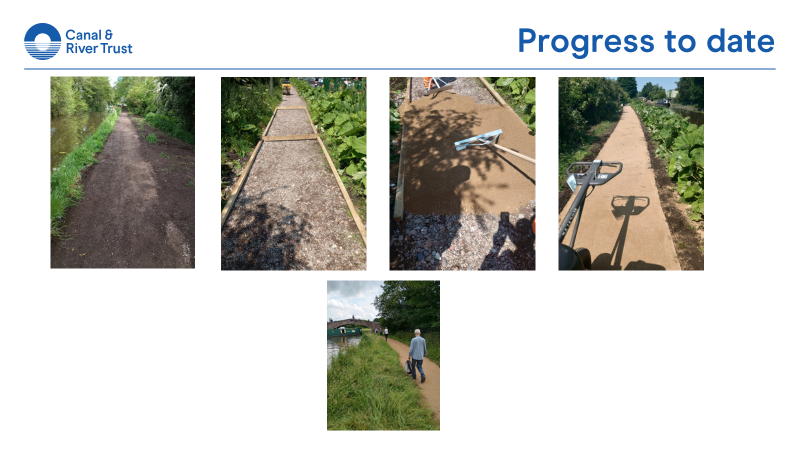 Canal &
River Trust
Progress to date